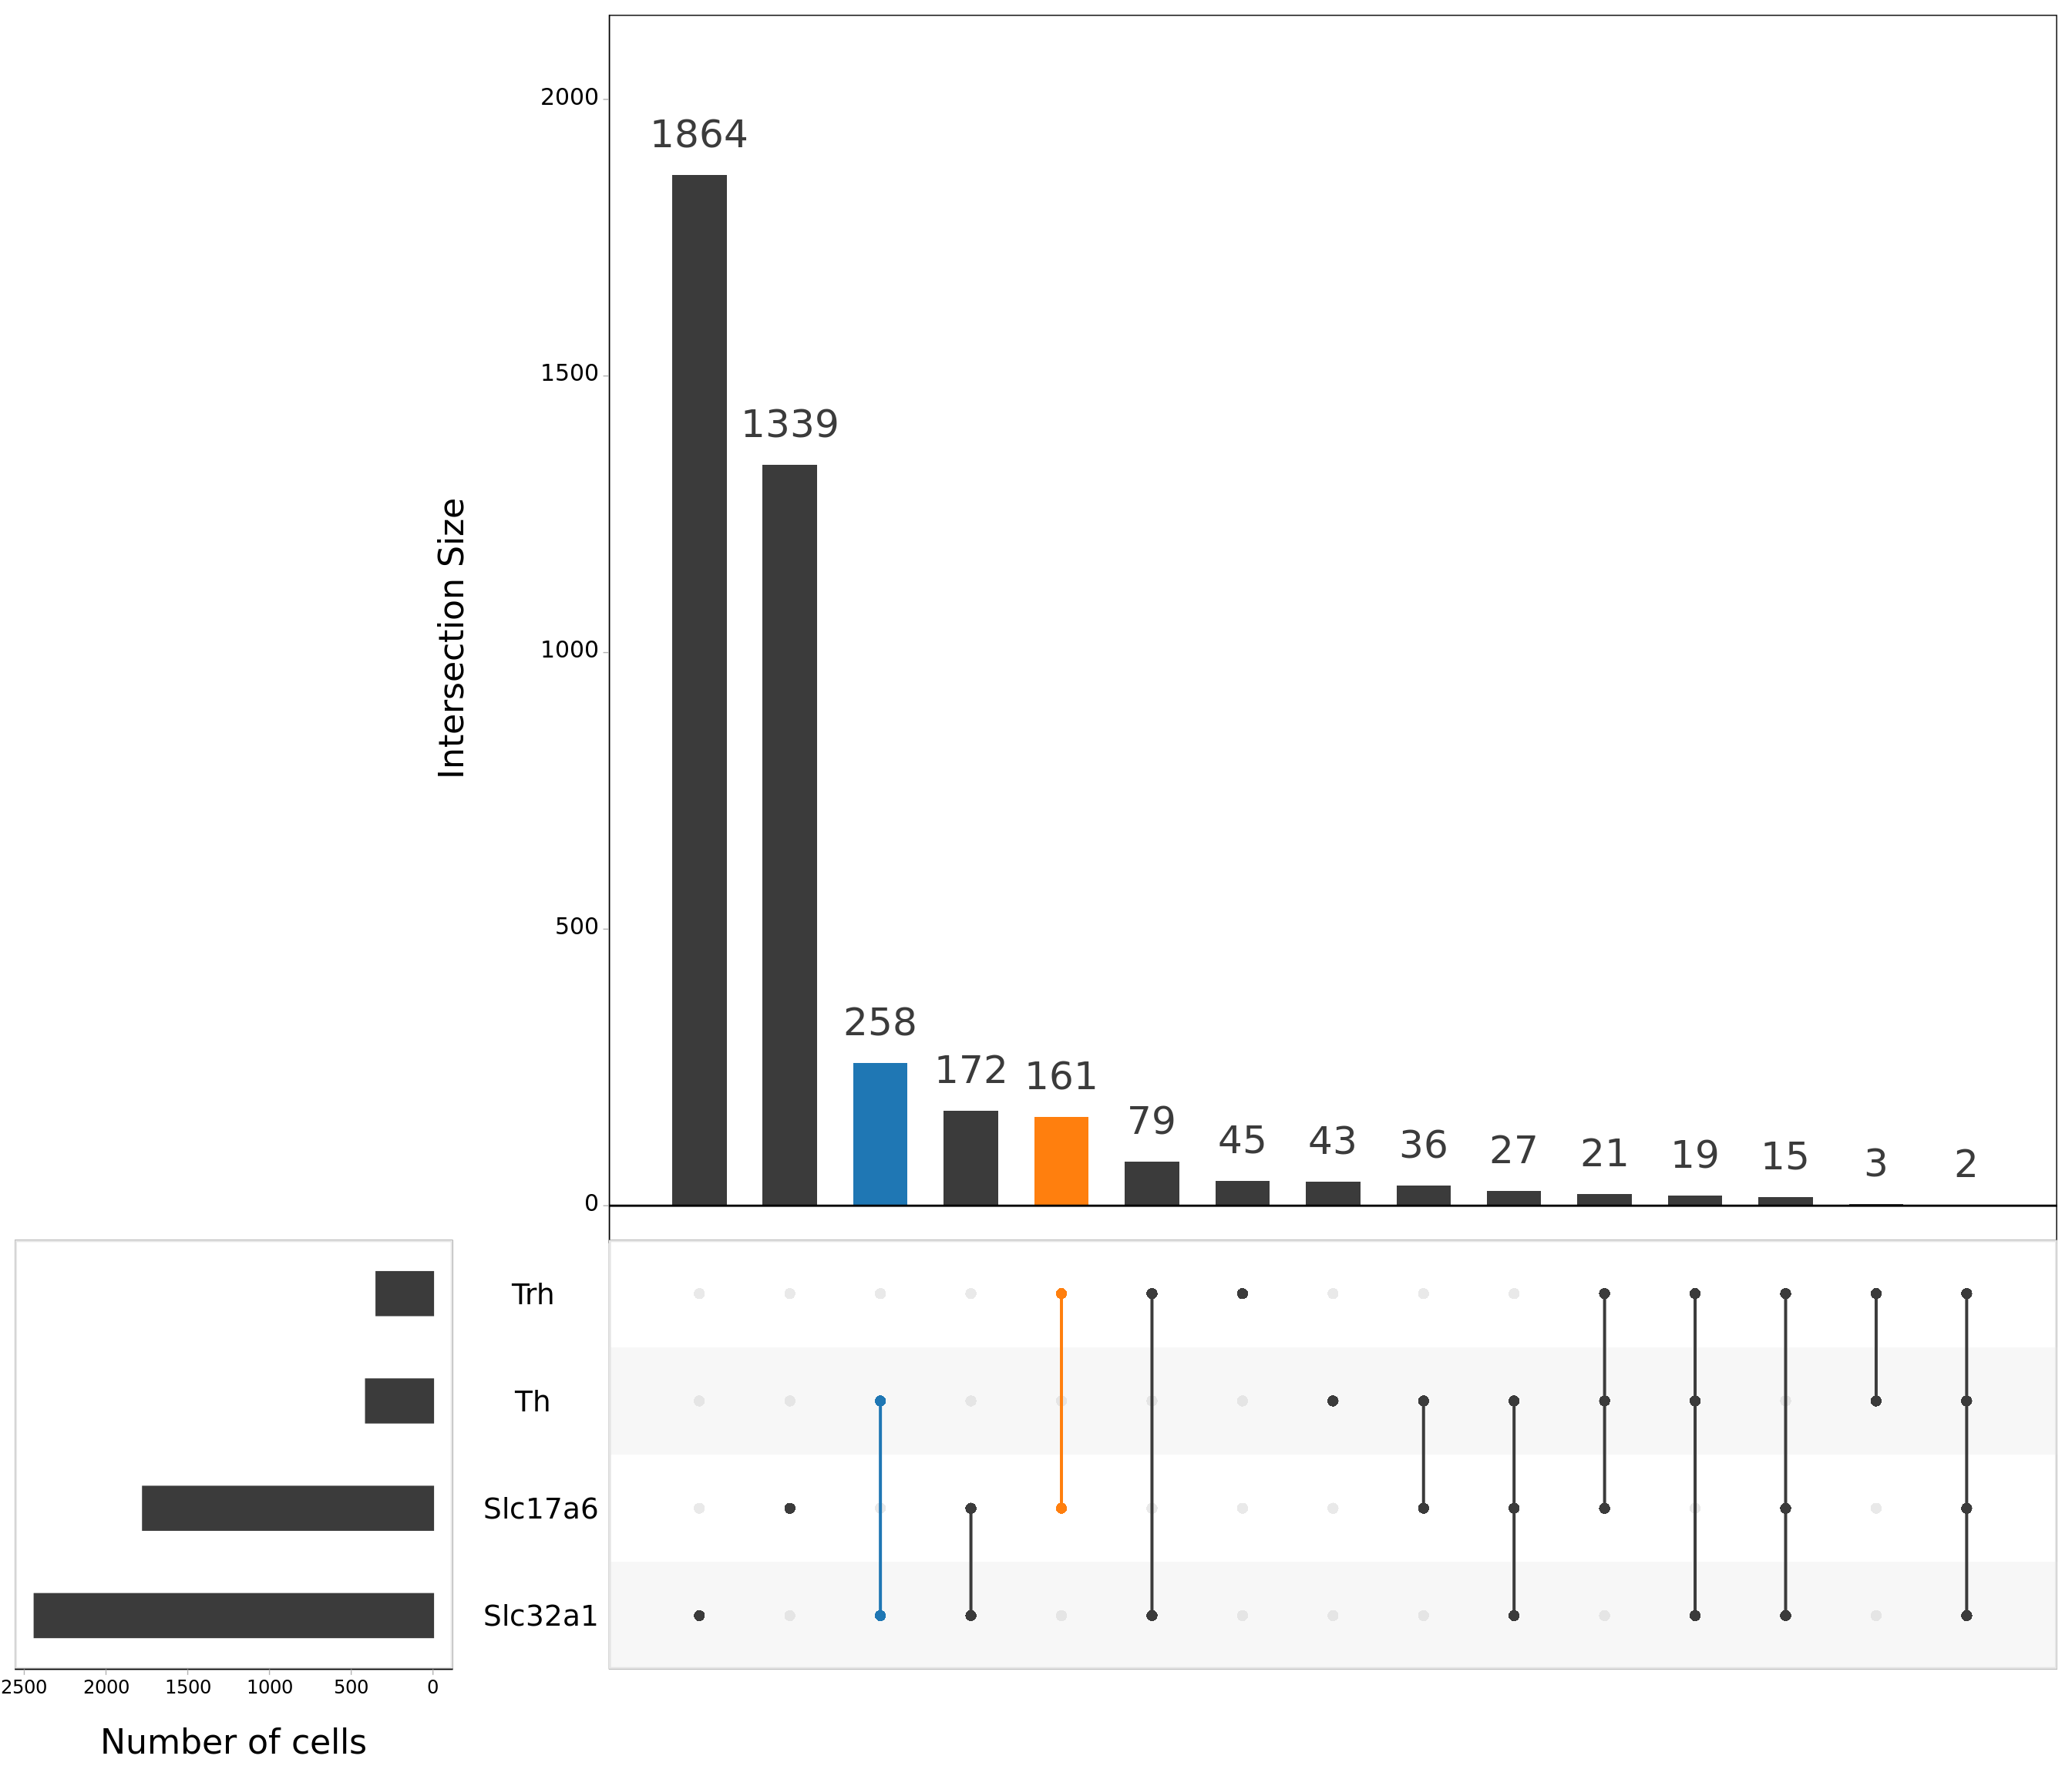 2000
1864
1500
1339
Intersection Size
1000
500
258
172
161
79
45
43
36
27
21
19
15
3
2
0
Trh
Th
Slc17a6
Slc32a1
2500 2000 1500 1000 500 0
Number of cells